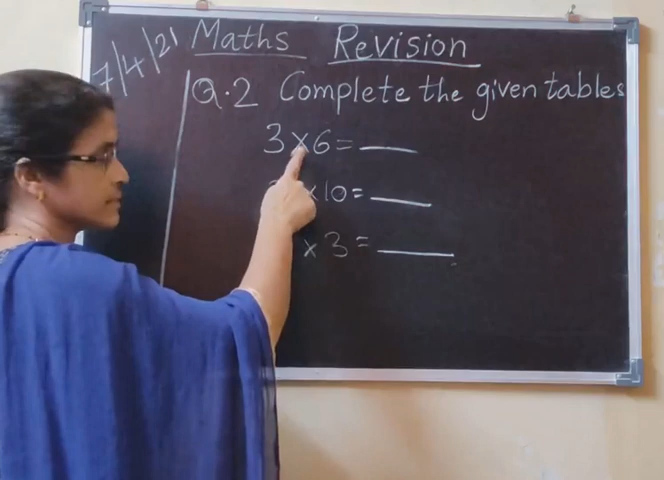 7/4/21 Maths Revision
Q.2 Complete the given tables
3×6=
×10=
×3=